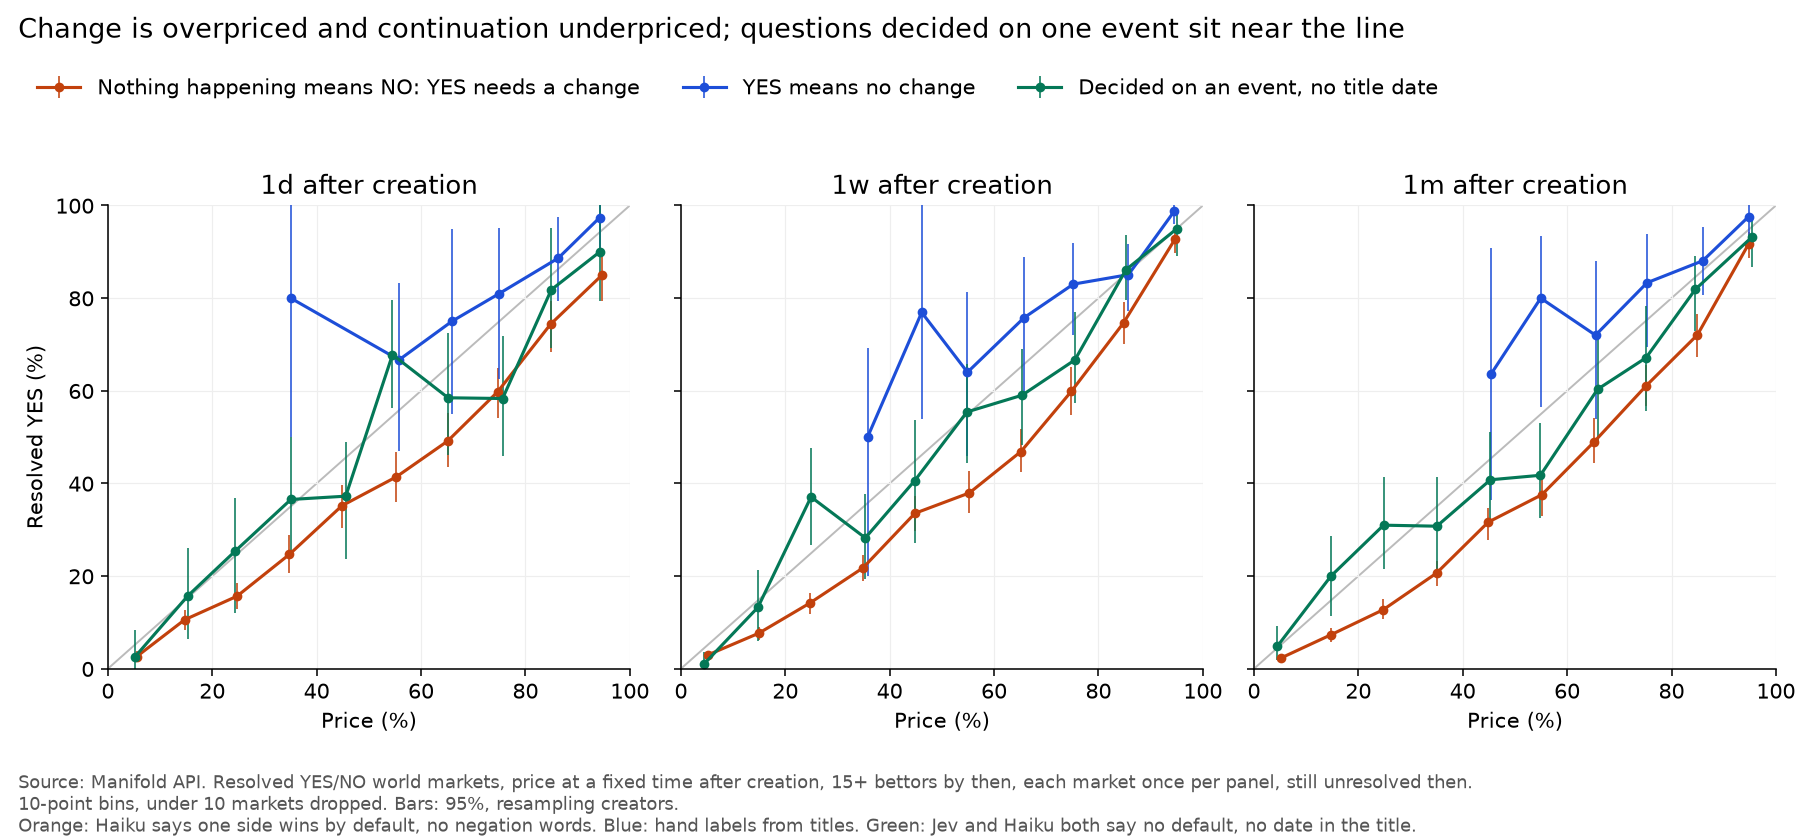 Change is overpriced and continuation underpriced; questions decided on one event sit near the line
Nothing happening means NO: YES needs a change
YES means no change
Decided on an event, no title date
1d after creation
1w after creation
1m after creation
Resolved YES (%)
100
80
60
40
20
0
0 20 40 60 80 100
0 20 40 60 80 100
0 20 40 60 80 100
Price (%)
Price (%)
Price (%)
Source: Manifold API. Resolved YES/NO world markets, price at a fixed time after creation, 15+ bettors by then, each market once per panel, still unresolved then.
10-point bins, under 10 markets dropped. Bars: 95%, resampling creators.
Orange: Haiku says one side wins by default, no negation words. Blue: hand labels from titles. Green: Jev and Haiku both say no default, no date in the title.